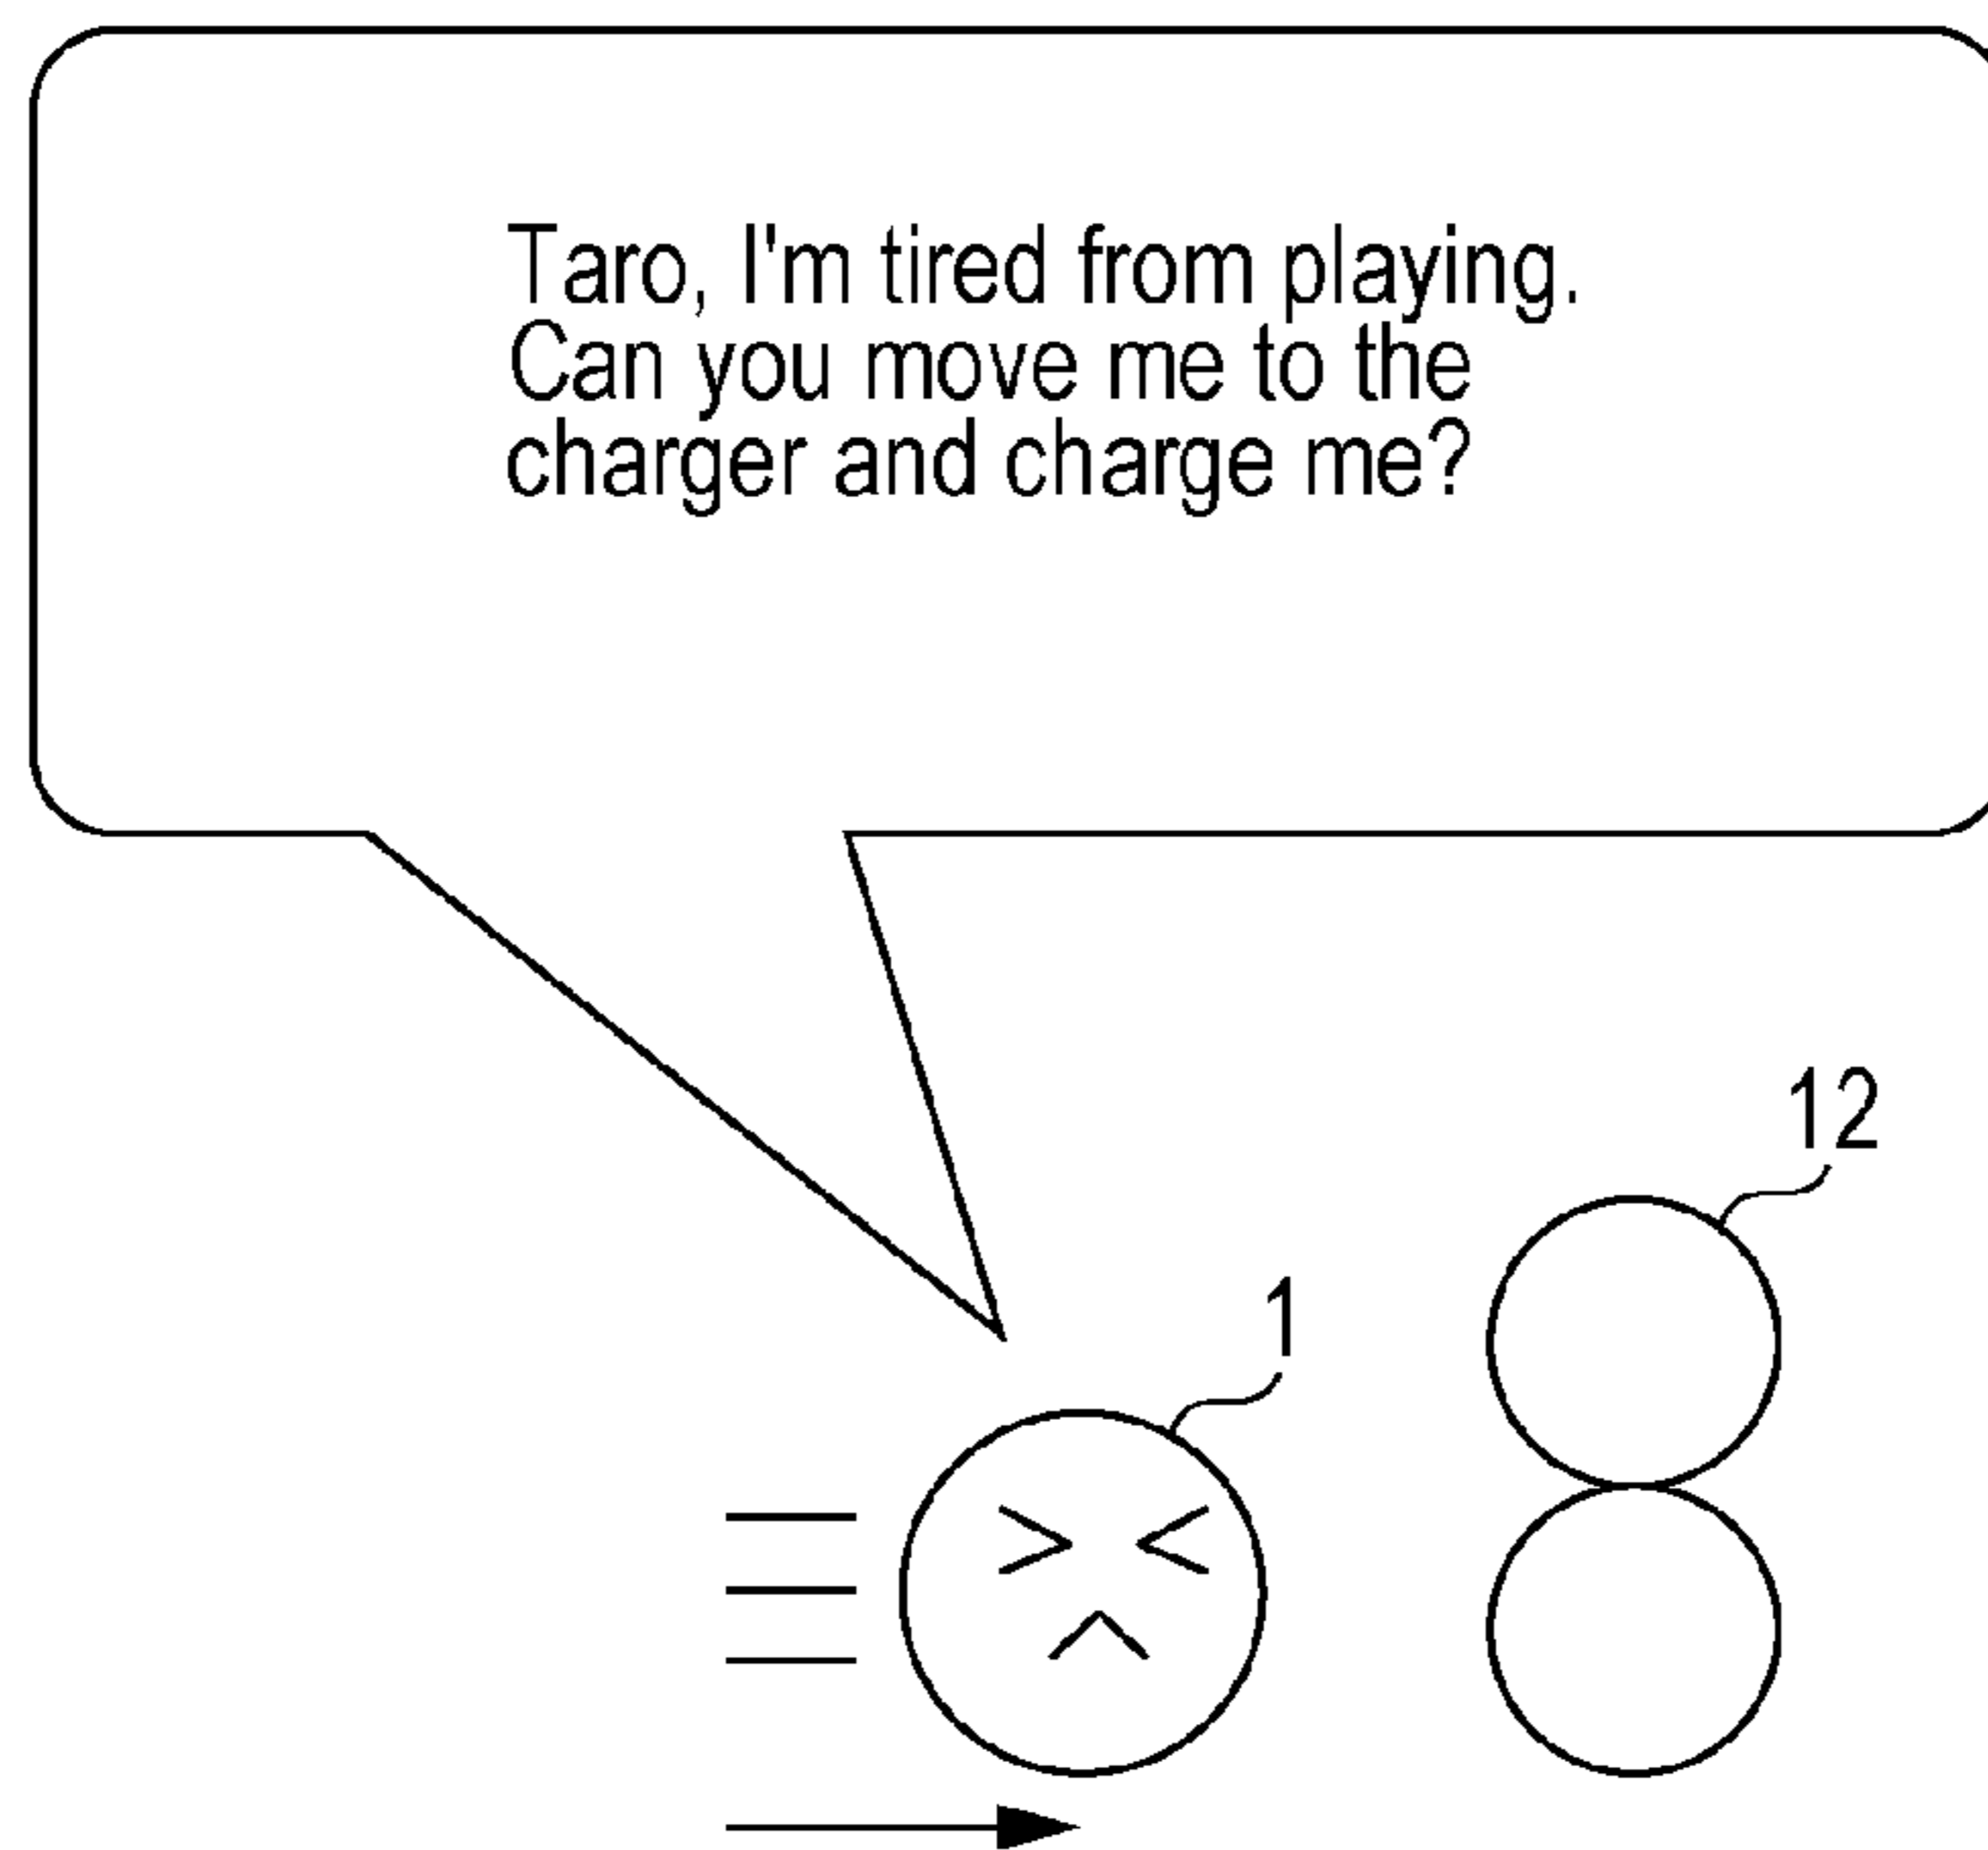 Taro, I'm tired from playing.
Can you move me to the
charger and charge me?
12
1